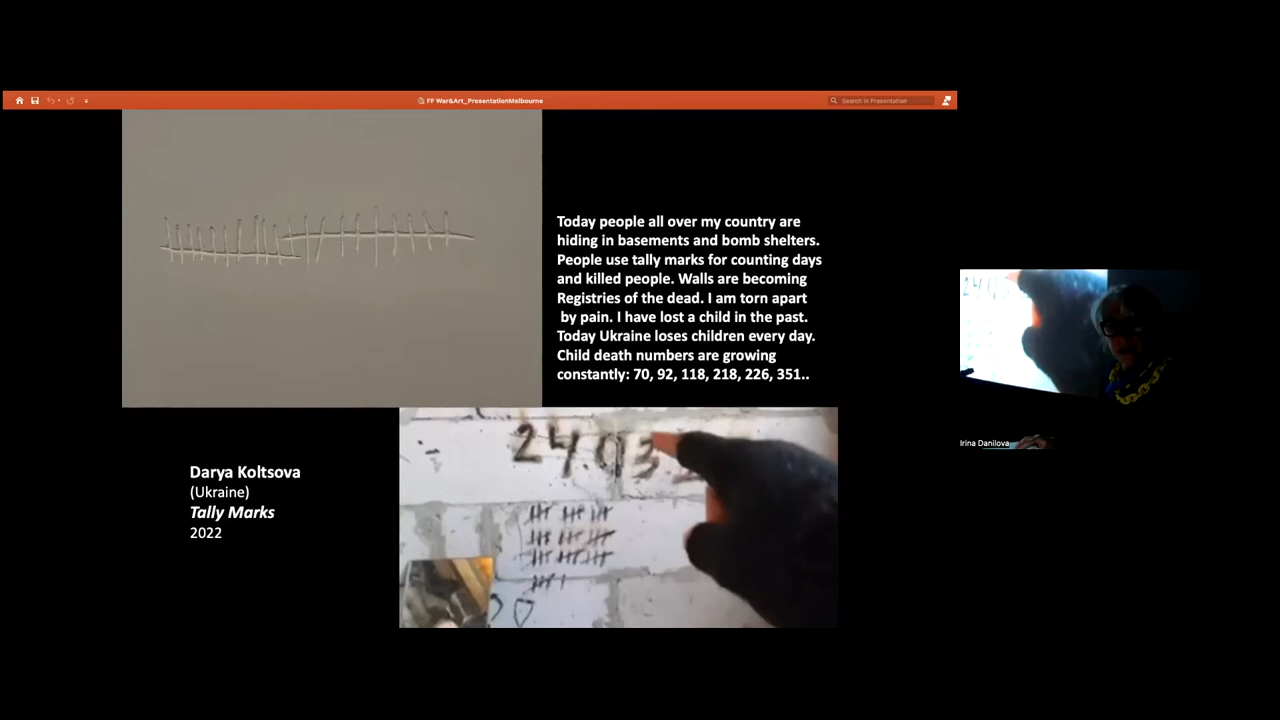 FF War&Art_PresentationMelbourne
Search in Presentation
Today people all over my country are
hiding in basements and bomb shelters.
People use tally marks for counting days
and killed people. Walls are becoming
Registries of the dead. I am torn apart
by pain. I have lost a child in the past.
Today Ukraine loses children every day.
Child death numbers are growing
constantly: 70, 92, 118, 218, 226, 351..
24.03
Darya Koltsova
(Ukraine)
Tally Marks
2022
Irina Danilova